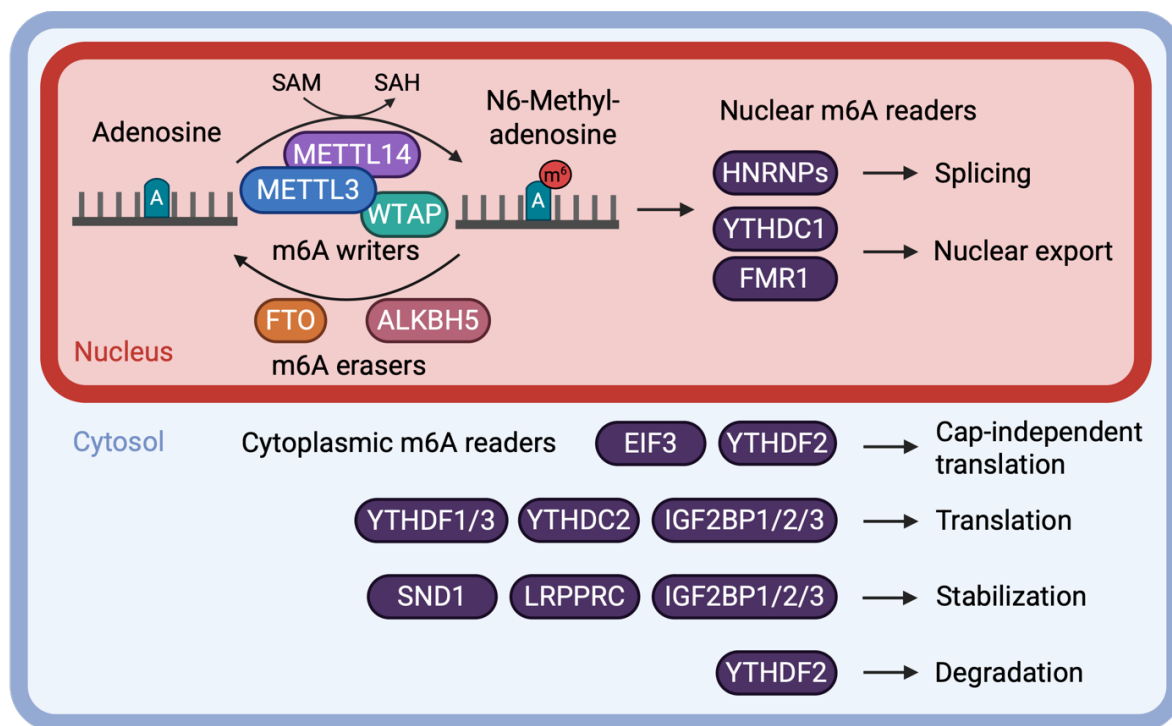 SAM SAH
Adenosine
N6-Methyl-
adenosine
Nuclear m6A readers
METTL14
METTL3
WTAP
A
A
m⁶
m6A writers
HNRNPs
Splicing
YTHDC1
FMR1
Nuclear export
FTO
ALKBH5
m6A erasers
Nucleus
Cytosol
Cytoplasmic m6A readers
EIF3 YTHDF2
Cap-independent
translation
YTHDF1/3 YTHDC2 IGF2BP1/2/3
Translation
SND1 LRPPRC IGF2BP1/2/3
Stabilization
YTHDF2
Degradation